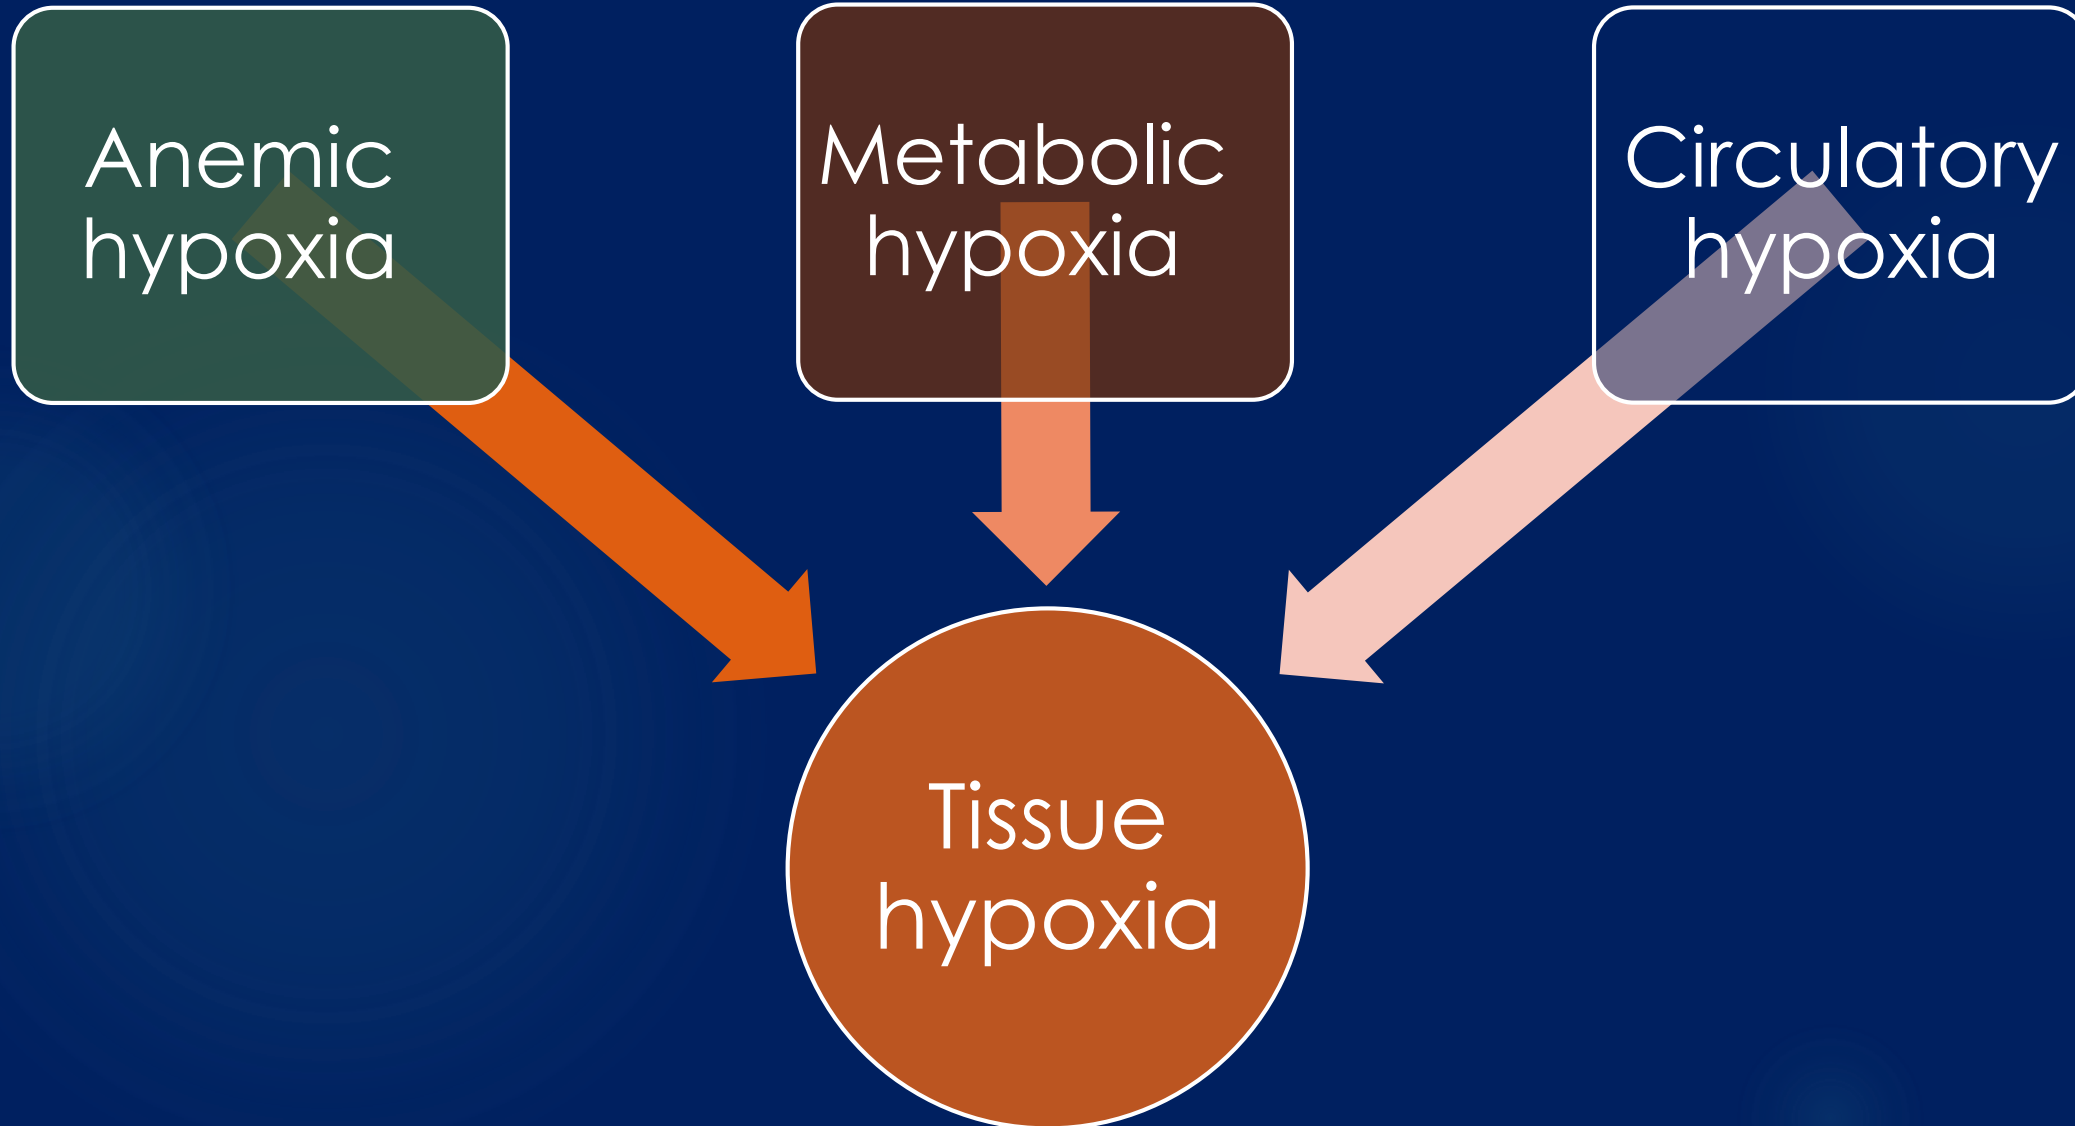 Anemic
hypoxia
Metabolic
hypoxia
Circulatory
hypoxia
Tissue
hypoxia